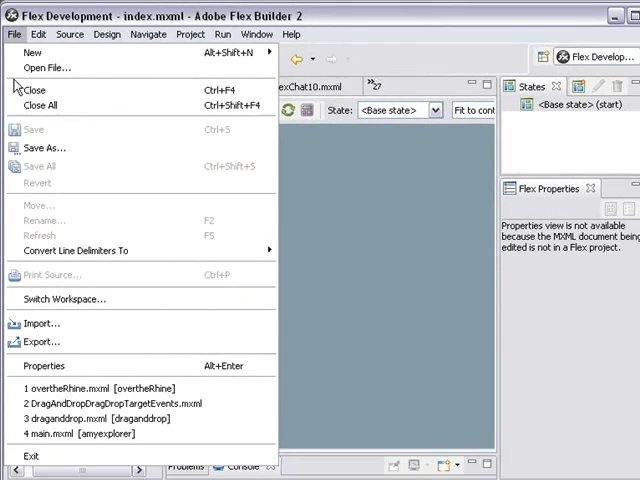 Flex Development - index.mxml - Adobe Flex Builder 2
File Edit Source Design Navigate Project Run Window Help
New Alt+Shift+N
Open File...
Flex Develop...
Close Ctrl+F4
exChat10.mxml
27
States
Close All Ctrl+Shift+F4
State: <Base state> Fit to cont
<Base state> (start)
Save Ctrl+S
Save As...
Save All Ctrl+Shift+S
Revert
Flex Properties
Move...
Rename... F2
Refresh F5
Properties view is not available
because the MXML document being
edited is not in a Flex project.
Convert Line Delimiters To
Print Source... Ctrl+P
Switch Workspace...
Import...
Export...
Properties Alt+Enter
1 overtheRhine.mxml [overtheRhine]
2 DragAndDropDragDropTargetEvents.mxml
3 draganddrop.mxml [draganddrop]
4 main.mxml [amyexplorer]
Exit
Problems Console